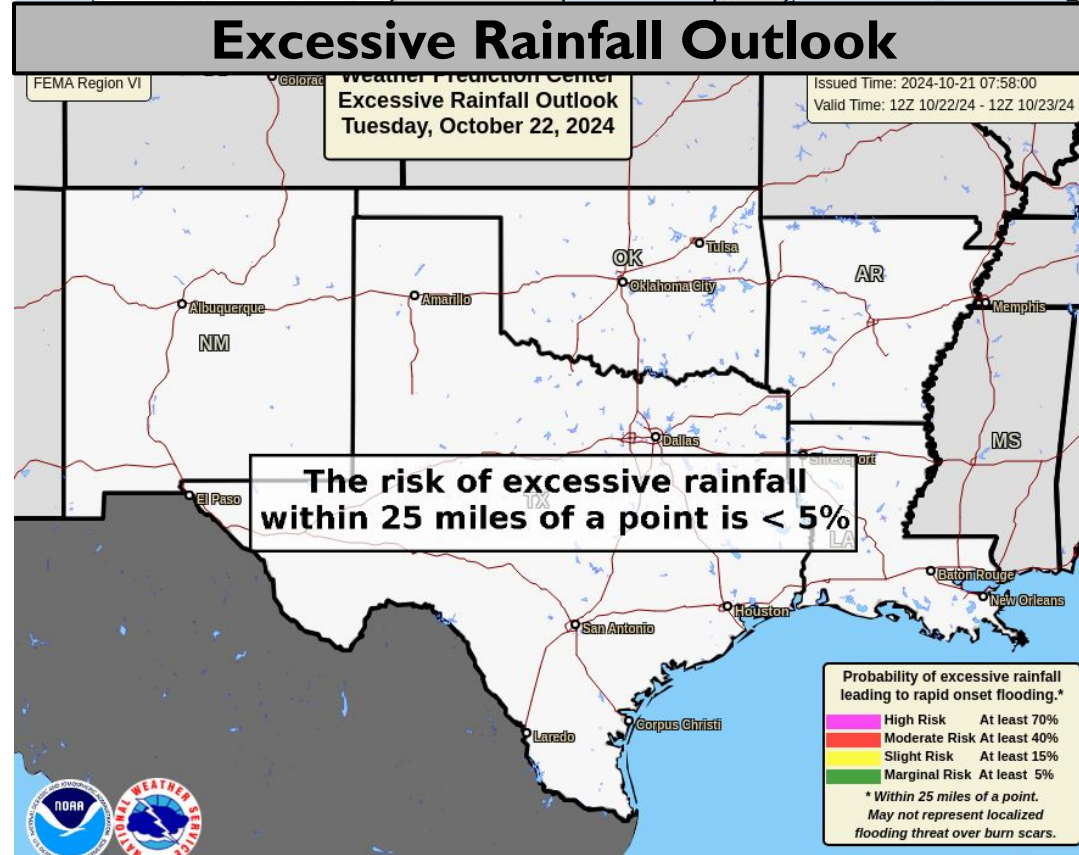 Excessive Rainfall Outlook
FEMA Region VI
Weather Prediction Center
Excessive Rainfall Outlook
Tuesday, October 22, 2024
Issued Time: 2024-10-21 07:58:00
Valid Time: 12Z 10/22/24 - 12Z 10/23/24
Tulsa
OK
Oklahoma City
AR
Amarillo
Albuquerque
Memphis
NM
Dallas
MS
Shreveport
The risk of excessive rainfall
within 25 miles of a point is < 5%
El Paso
TX
LA
Baton Rouge
New Orleans
Houston
San Antonio
Corpus Christi
Laredo
Probability of excessive rainfall
leading to rapid onset flooding.*
High Risk At least 70%
Moderate Risk At least 40%
Slight Risk At least 15%
Marginal Risk At least 5%
* Within 25 miles of a point.
May not represent localized
flooding threat over burn scars.
NOAA
NATIONAL WEATHER SERVICE